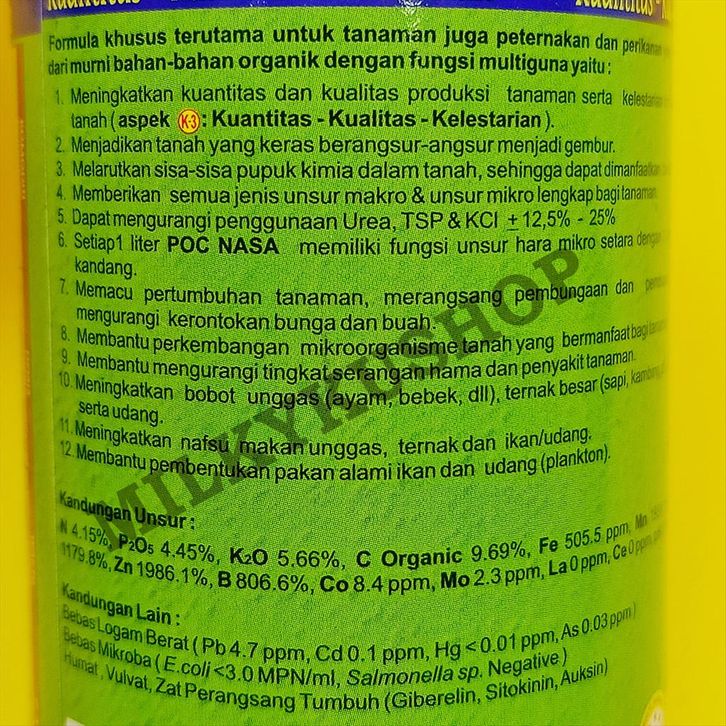 Formula khusus terutama untuk tanaman juga peternakan dan perikanan
dari murni bahan-bahan organik dengan fungsi multiguna yaitu :
1. Meningkatkan kuantitas dan kualitas produksi tanaman serta kelestarian
tanah ( aspek K-3 : Kuantitas - Kualitas - Kelestarian ).
2. Menjadikan tanah yang keras berangsur-angsur menjadi gembur.
3. Melarutkan sisa-sisa pupuk kimia dalam tanah, sehingga dapat dimanfaatkan
4. Memberikan semua jenis unsur makro & unsur mikro lengkap bagi tanaman
5. Dapat mengurangi penggunaan Urea, TSP & KCl ± 12,5% - 25%
6. Setiap1 liter POC NASA memiliki fungsi unsur hara mikro setara dengan
kandang.
7. Memacu pertumbuhan tanaman, merangsang pembungaan dan
mengurangi kerontokan bunga dan buah.
8. Membantu perkembangan mikroorganisme tanah yang bermanfaat bagi
9. Membantu mengurangi tingkat serangan hama dan penyakit tanaman.
10. Meningkatkan bobot unggas (ayam, bebek, dll), ternak besar (sapi, kambing,
serta udang.
11. Meningkatkan nafsu makan unggas, ternak dan ikan/udang.
12. Membantu pembentukan pakan alami ikan dan udang (plankton).
MILKY KU SHOP
Kandungan Unsur :
N 4.15%, P2O5 4.45%, K2O 5.66%, C Organic 9.69%, Fe 505.5 ppm, Mn
1179.8%, Zn 1986,1%, B 806.6%, Co 8.4 ppm, Mo 2.3 ppm, La 0 ppm, Ce 0 ppm
Kandungan Lain :
Bebas Logam Berat ( Pb 4.7 ppm, Cd 0.1 ppm, Hg < 0.01 ppm, As 0.03 ppm )
Bebas Mikroba ( E.coli <3.0 MPN/ml, Salmonella sp. Negative )
Humat, Vulvat, Zat Perangsang Tumbuh (Giberelin, Sitokinin, Auksin)